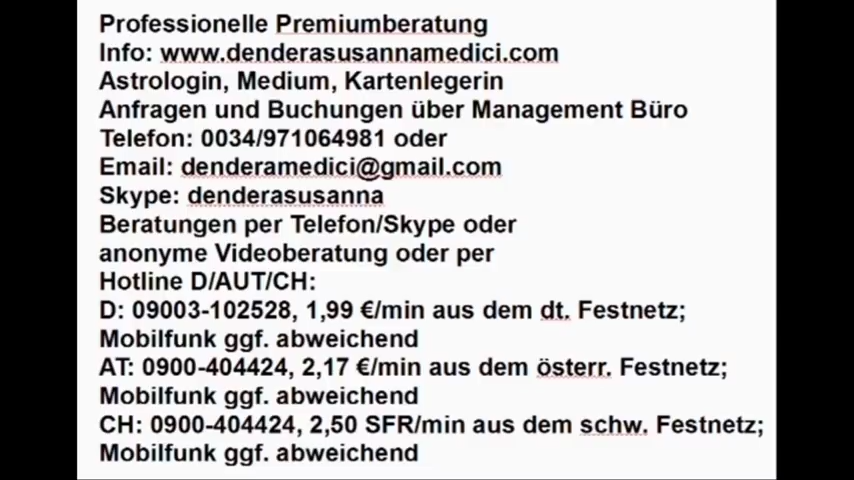 Professionelle Premiumberatung
Info: www.denderasusannamedici.com
Astrologin, Medium, Kartenlegerin
Anfragen und Buchungen über Management Büro
Telefon: 0034/971064981 oder
Email: denderamedici@gmail.com
Skype: denderasusanna
Beratungen per Telefon/Skype oder
anonyme Videoberatung oder per
Hotline D/AUT/CH:
D: 09003-102528, 1,99 €/min aus dem dt. Festnetz;
Mobilfunk ggf. abweichend
AT: 0900-404424, 2,17 €/min aus dem österr. Festnetz;
Mobilfunk ggf. abweichend
CH: 0900-404424, 2,50 SFR/min aus dem schw. Festnetz;
Mobilfunk ggf. abweichend